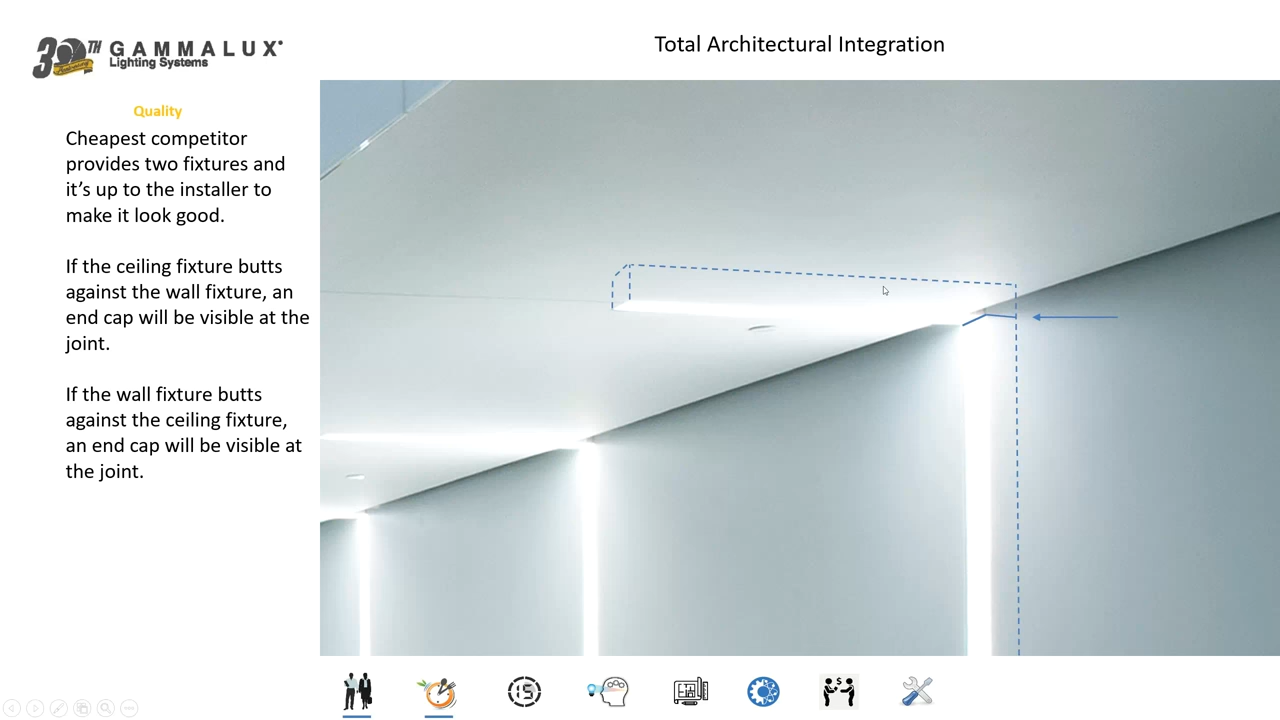 30TH
GAMMALUX
Lighting Systems
Total Architectural Integration
Quality
Cheapest competitor
provides two fixtures and
it’s up to the installer to
make it look good.
If the ceiling fixture butts
against the wall fixture, an
end cap will be visible at the
joint.
If the wall fixture butts
against the ceiling fixture,
an end cap will be visible at
the joint.
15
$